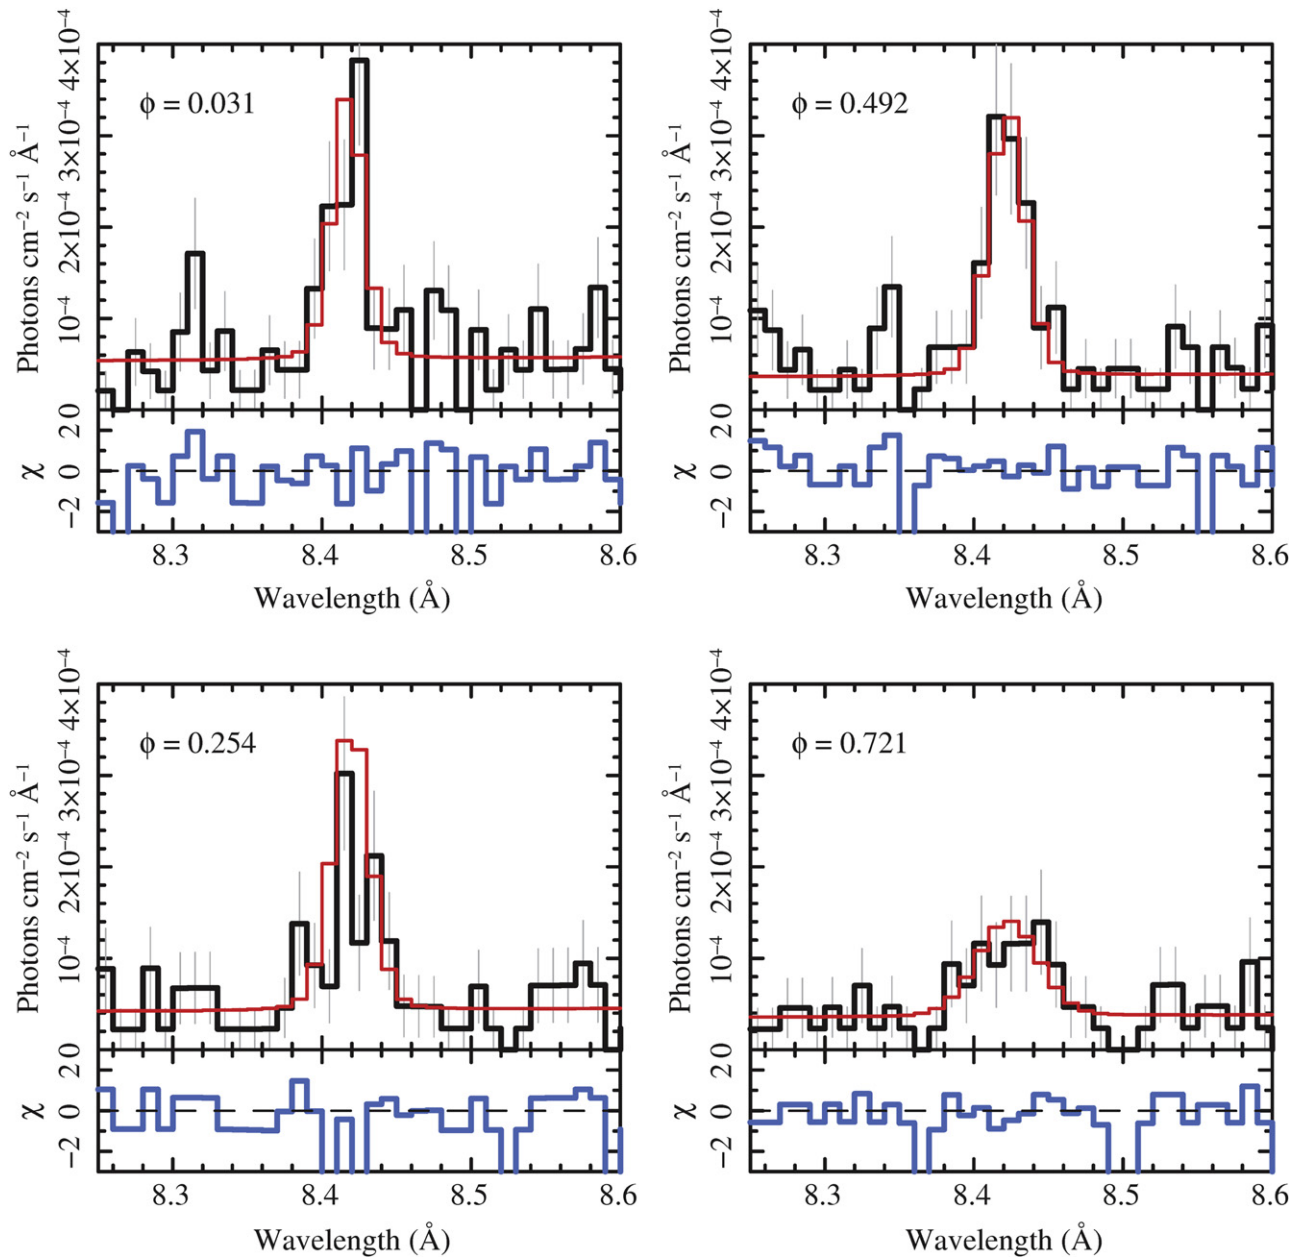 Photons cm⁻² s⁻¹ Å⁻¹
4×10⁻⁴
3×10⁻⁴
2×10⁻⁴
10⁻⁴
0
ϕ = 0.031
χ
2
0
−2
8.3 8.4 8.5 8.6
Wavelength (Å)
Photons cm⁻² s⁻¹ Å⁻¹
4×10⁻⁴
3×10⁻⁴
2×10⁻⁴
10⁻⁴
0
ϕ = 0.492
χ
2
0
−2
8.3 8.4 8.5 8.6
Wavelength (Å)
Photons cm⁻² s⁻¹ Å⁻¹
4×10⁻⁴
3×10⁻⁴
2×10⁻⁴
10⁻⁴
0
ϕ = 0.254
χ
2
0
−2
8.3 8.4 8.5 8.6
Wavelength (Å)
Photons cm⁻² s⁻¹ Å⁻¹
4×10⁻⁴
3×10⁻⁴
2×10⁻⁴
10⁻⁴
0
ϕ = 0.721
χ
2
0
−2
8.3 8.4 8.5 8.6
Wavelength (Å)